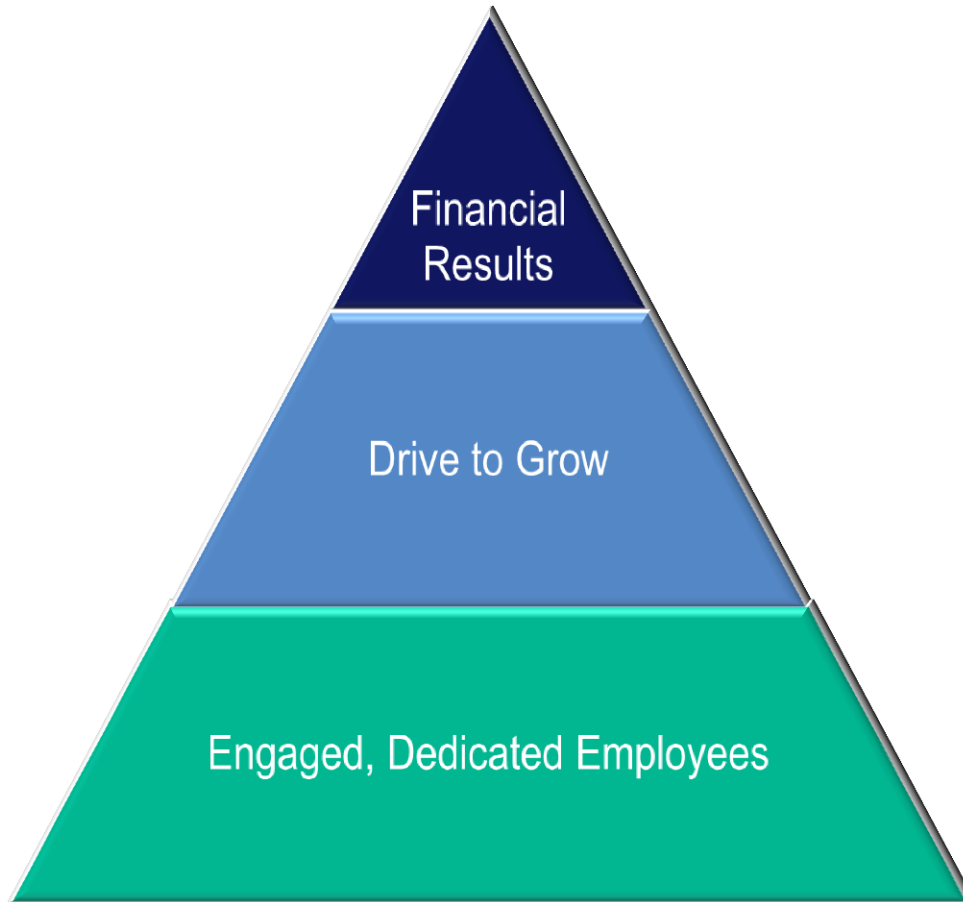 Financial
Results
Drive to Grow
Engaged, Dedicated Employees